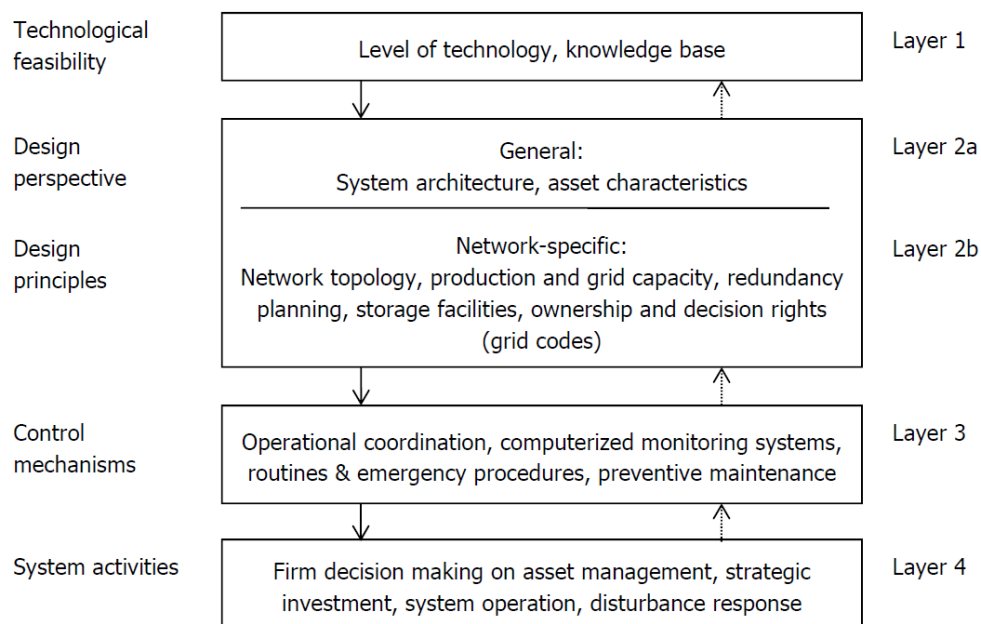 Technological
feasibility
Level of technology, knowledge base
Layer 1
Design
perspective
General:
System architecture, asset characteristics
Layer 2a
Design
principles
Network-specific:
Network topology, production and grid capacity, redundancy
planning, storage facilities, ownership and decision rights
(grid codes)
Layer 2b
Control
mechanisms
Operational coordination, computerized monitoring systems,
routines & emergency procedures, preventive maintenance
Layer 3
System activities
Firm decision making on asset management, strategic
investment, system operation, disturbance response
Layer 4